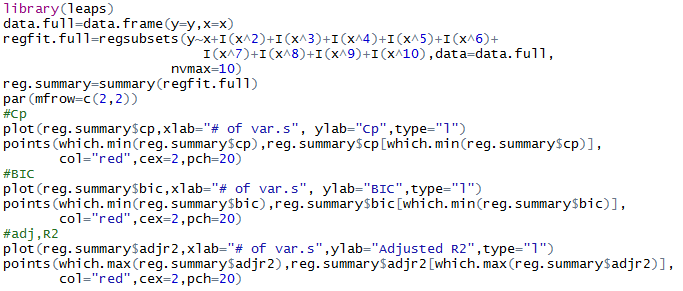 library(leaps)
data.full=data.frame(y=y,x=x)
regfit.full=regsubsets(y~x+I(x^2)+I(x^3)+I(x^4)+I(x^5)+I(x^6)+
I(x^7)+I(x^8)+I(x^9)+I(x^10),data=data.full,
nvmax=10)
reg.summary=summary(regfit.full)
par(mfrow=c(2,2))
#Cp
plot(reg.summary$cp,xlab="# of var.s", ylab="Cp",type="l")
points(which.min(reg.summary$cp),reg.summary$cp[which.min(reg.summary$cp)],
col="red",cex=2,pch=20)
#BIC
plot(reg.summary$bic,xlab="# of var.s", ylab="BIC",type="l")
points(which.min(reg.summary$bic),reg.summary$bic[which.min(reg.summary$bic)],
col="red",cex=2,pch=20)
#adj,R2
plot(reg.summary$adjr2,xlab="# of var.s",ylab="Adjusted R2",type="l")
points(which.max(reg.summary$adjr2),reg.summary$adjr2[which.max(reg.summary$adjr2)],
col="red",cex=2,pch=20)